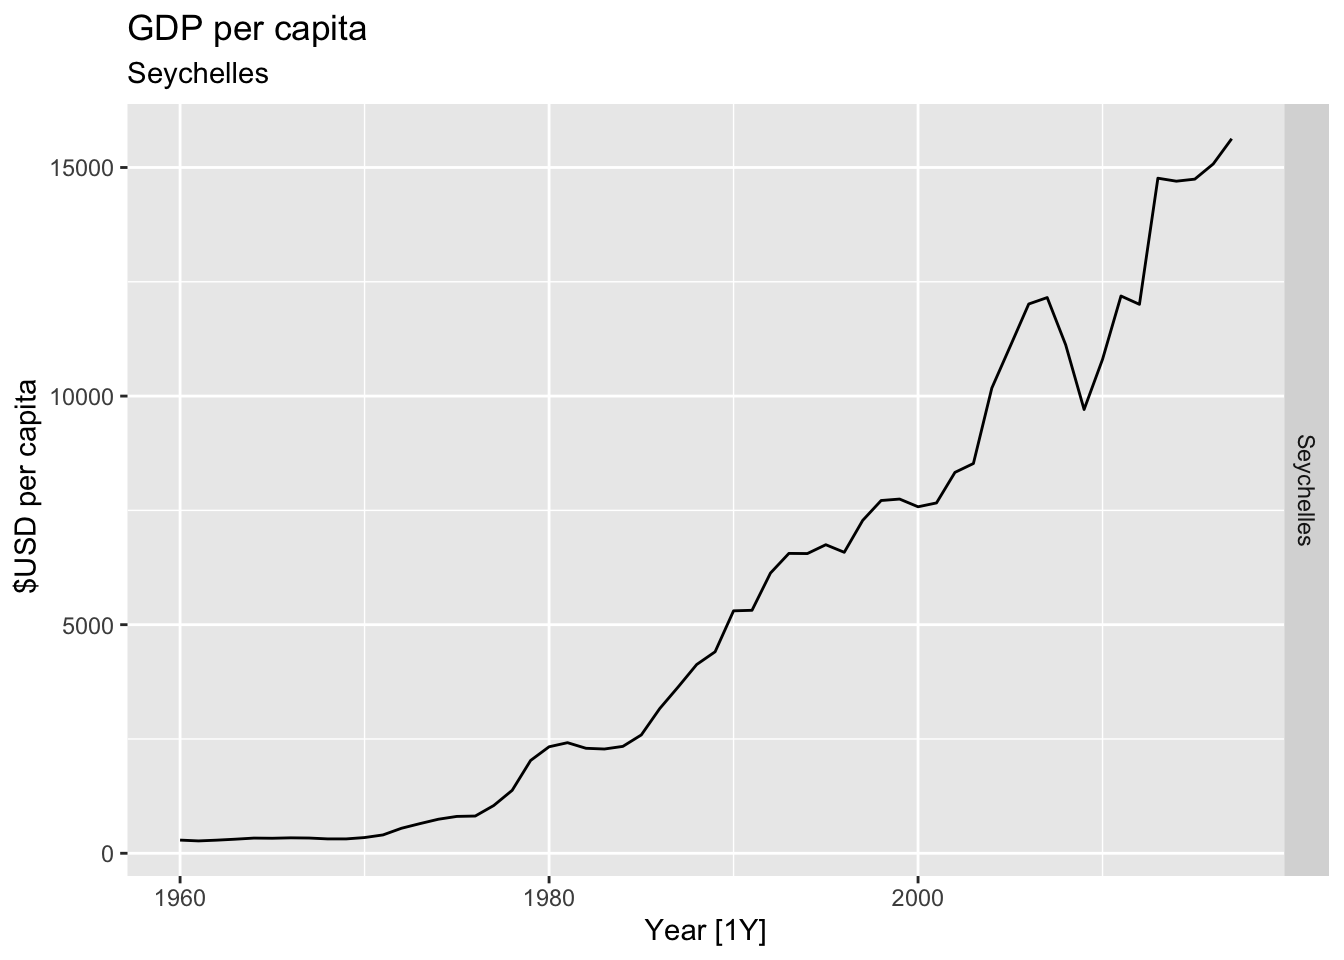 GDP per capita
Seychelles
15000
10000
5000
0
$USD per capita
1960
1980
2000
Year [1Y]
Seychelles